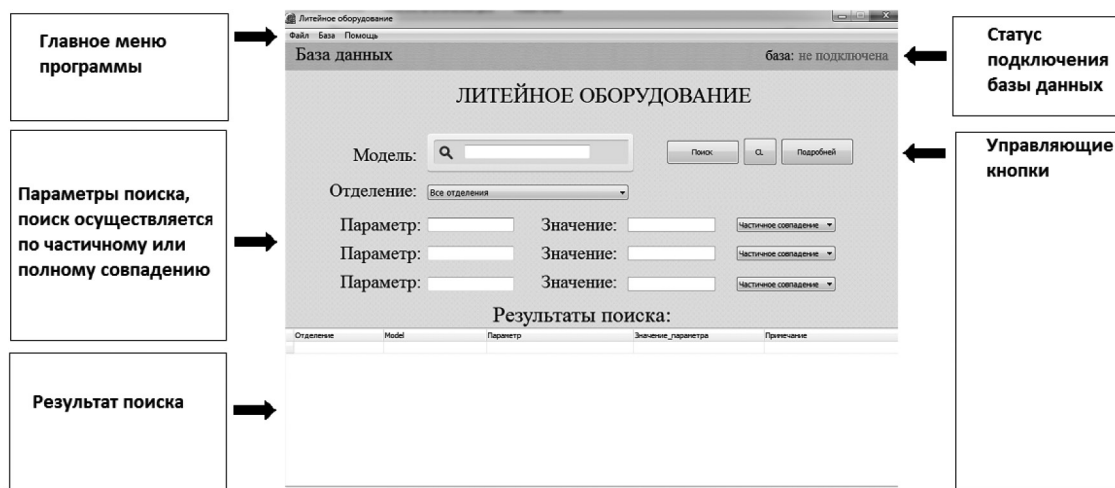 Главное меню
программы
Параметры поиска,
поиск осуществляется
по частичному или
полному совпадению
Результат поиска
Литейное оборудование
Файл База Помощь
База данных
база: не подключена
ЛИТЕЙНОЕ ОБОРУДОВАНИЕ
Модель:
Поиск
CL
Подробней
Отделение: Все отделения
Параметр: Значение: Частичное совпадение
Параметр: Значение: Частичное совпадение
Параметр: Значение: Частичное совпадение
Результаты поиска:
Отделение Model Параметр Значение_параметра Примечание
Статус
подключения
базы данных
Управляющие
кнопки